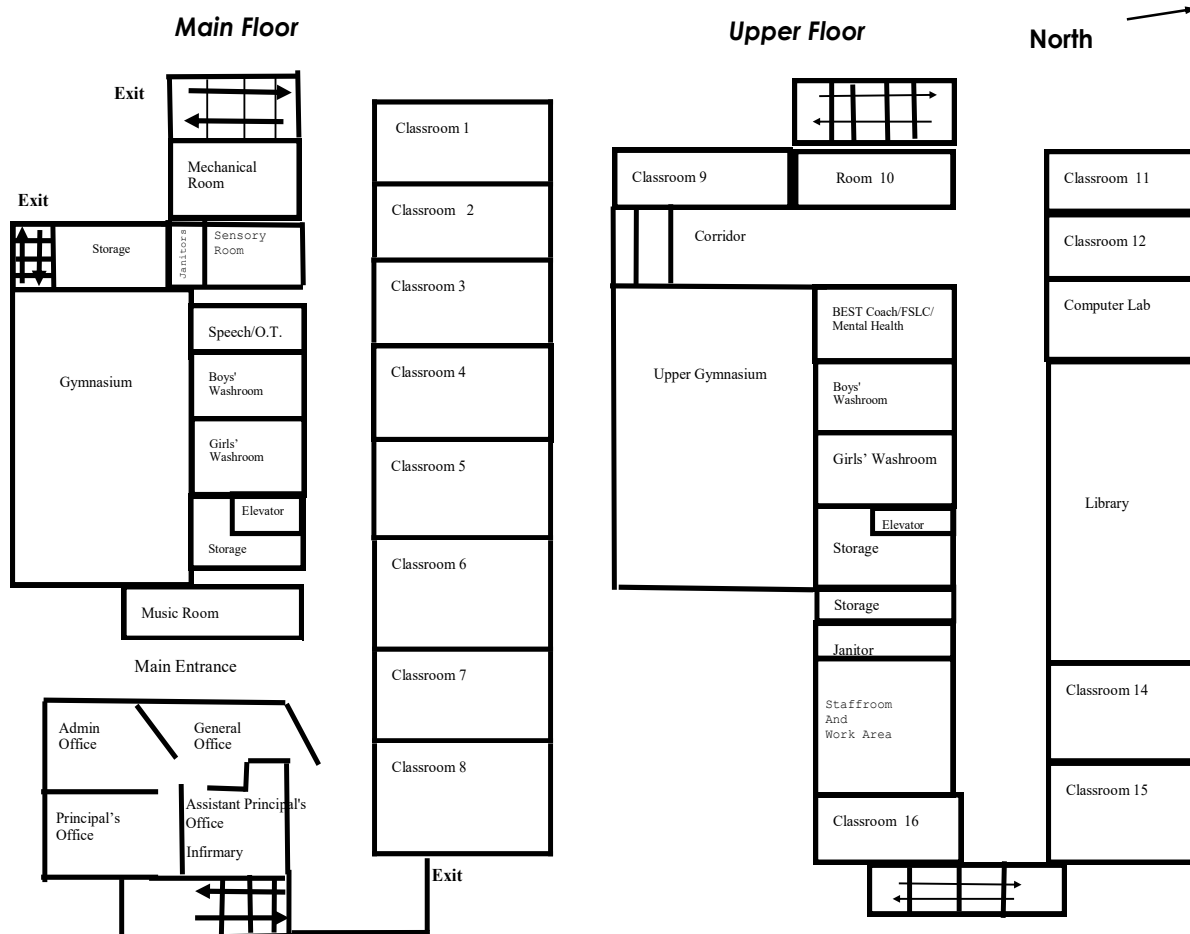 Main Floor
Upper Floor
North
Exit
Classroom 1
Mechanical
Room
Classroom 2
Exit
Storage
Janitors
Sensory
Room
Classroom 3
Speech/O.T.
Gymnasium
Boys'
Washroom
Classroom 4
Girls’
Washroom
Classroom 5
Elevator
Storage
Classroom 6
Music Room
Main Entrance
Classroom 7
Admin
Office
General
Office
Classroom 8
Principal’s
Office
Assistant Principal's
Office
Infirmary
Exit
Classroom 9
Room 10
Classroom 11
Corridor
Classroom 12
BEST Coach/FSLC/
Mental Health
Computer Lab
Upper Gymnasium
Boys'
Washroom
Girls’ Washroom
Library
Elevator
Storage
Storage
Janitor
Staffroom
And
Work Area
Classroom 14
Classroom 15
Classroom 16